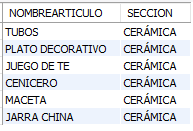 NOMBREARTICULO SECCION
TUBOS CERÁMICA
PLATO DECORATIVO CERÁMICA
JUEGO DE TE CERÁMICA
CENICERO CERÁMICA
MACETA CERÁMICA
JARRA CHINA CERÁMICA